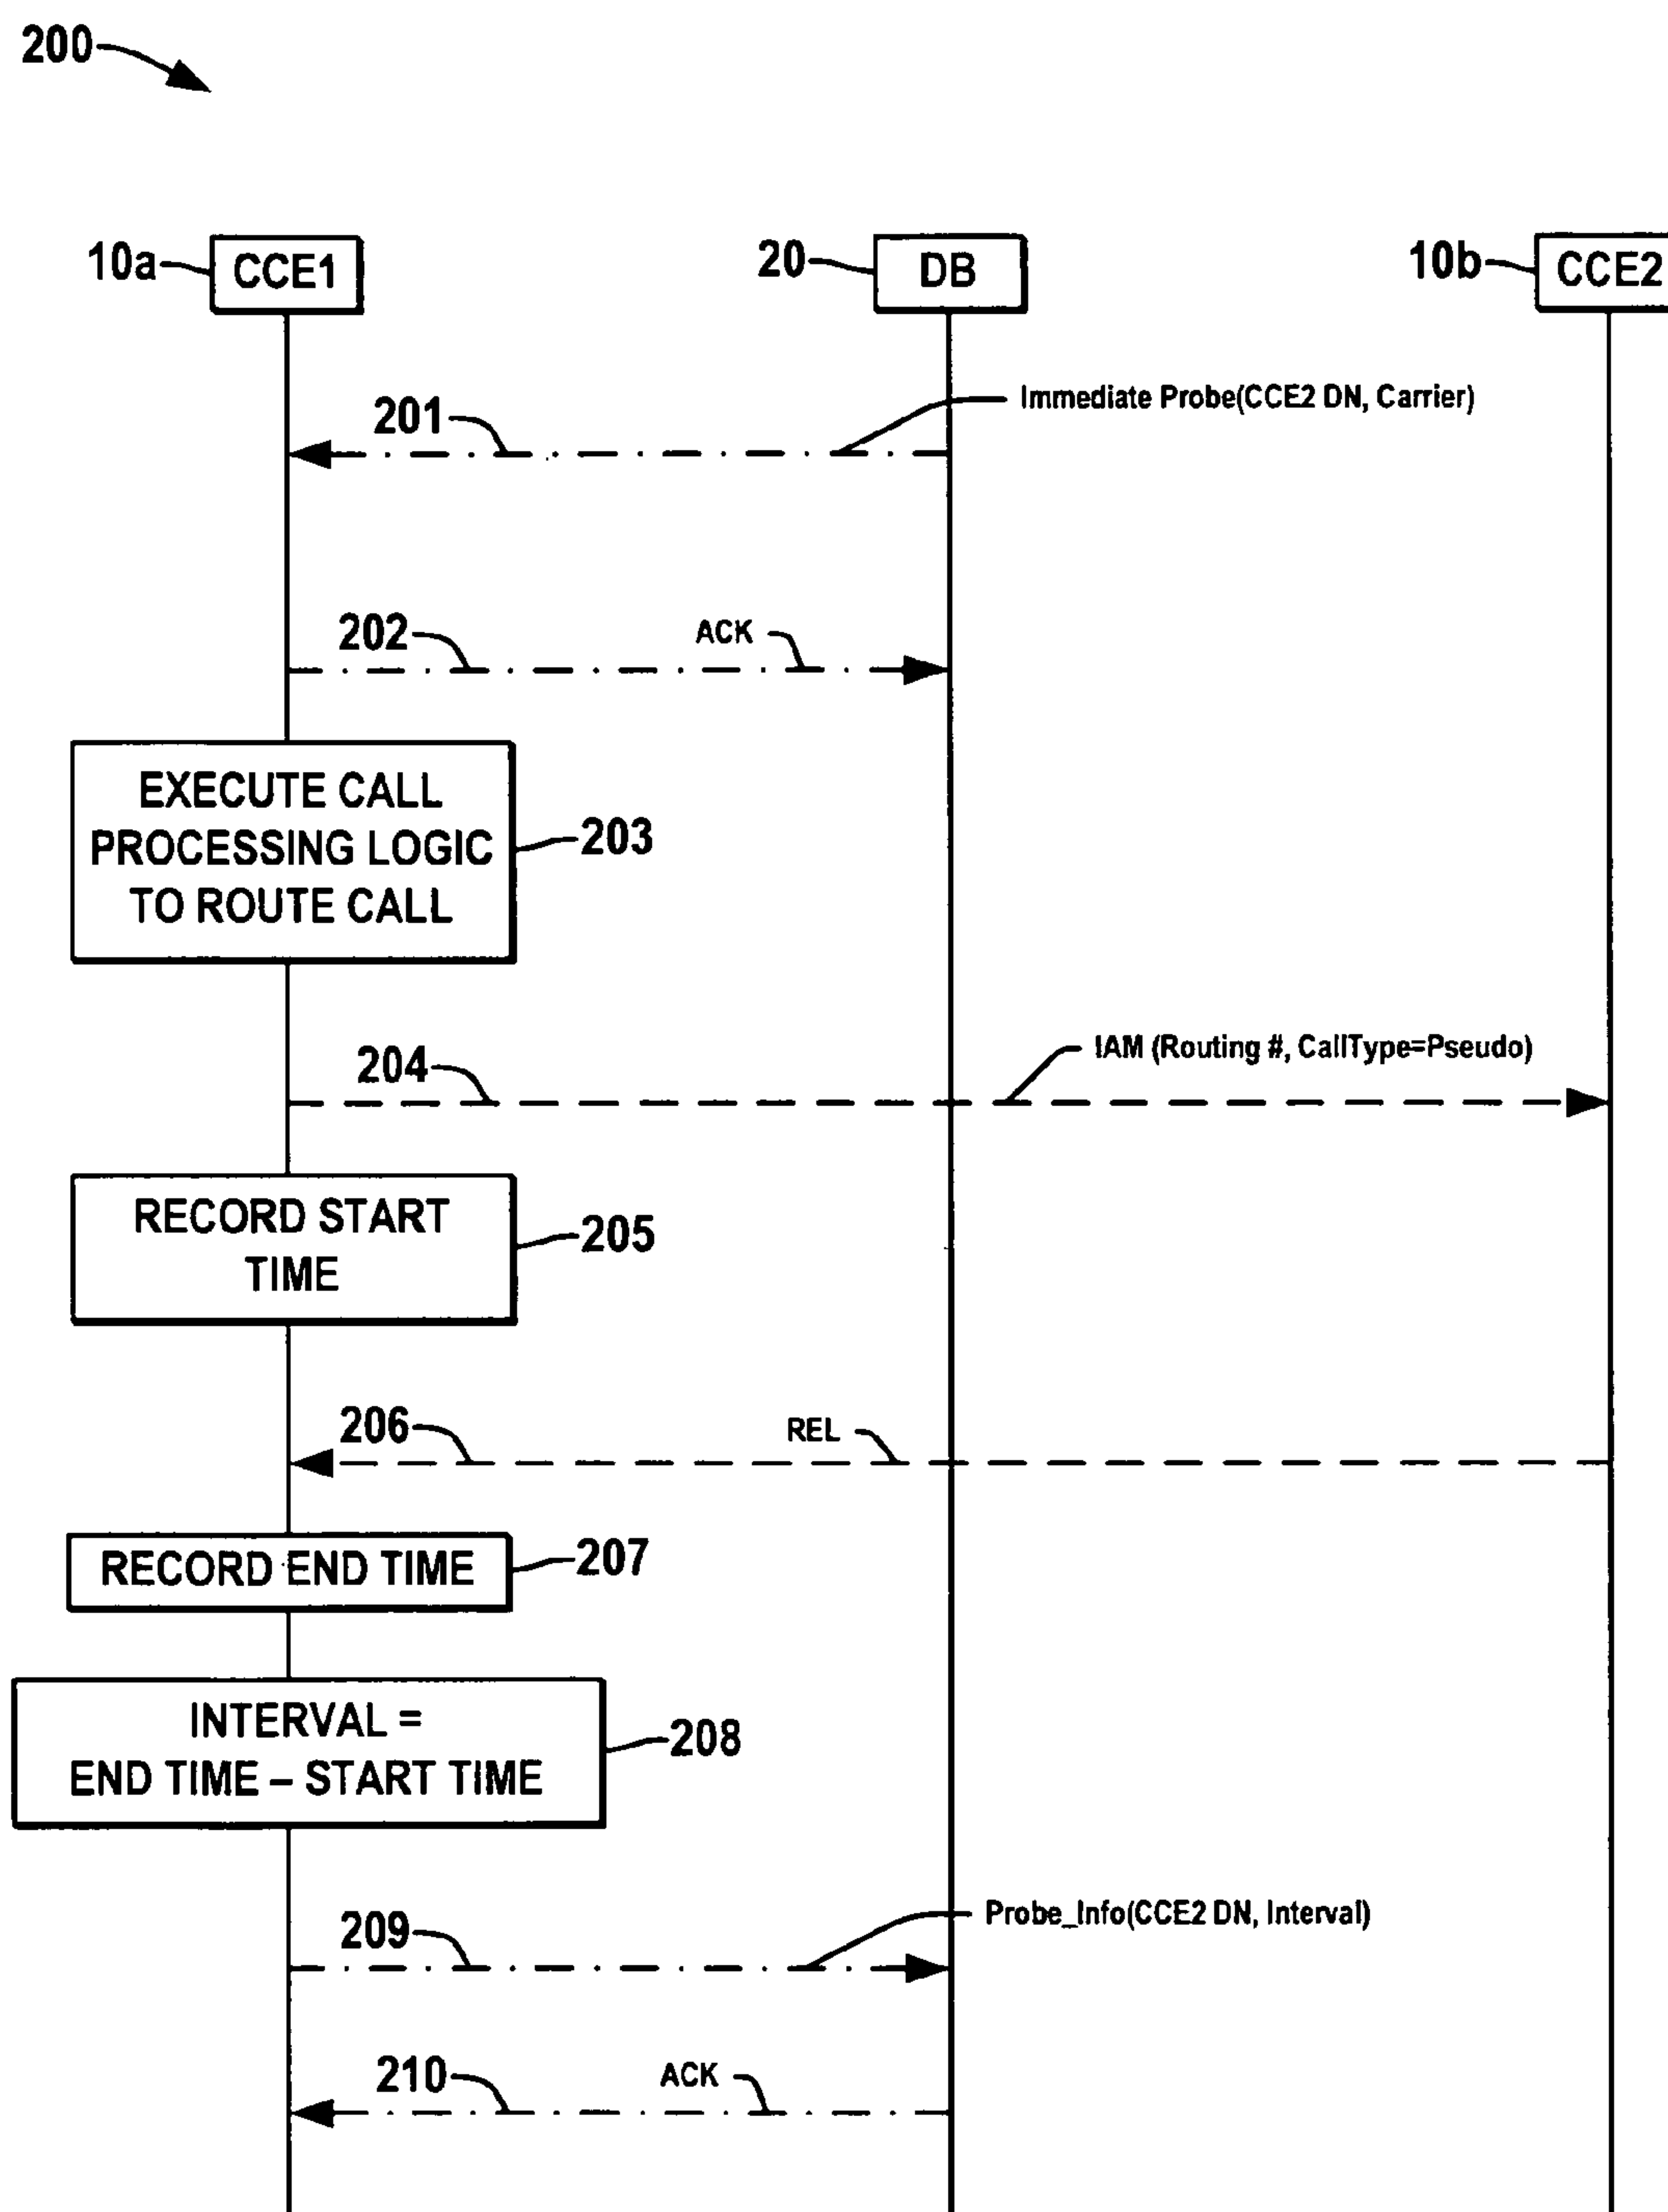 200
10a CCE1 20 DB 10b CCE2
Immediate Probe(CCE2 DN, Carrier)
201
202 ACK
EXECUTE CALL
PROCESSING LOGIC
TO ROUTE CALL
203
IAM (Routing #, CallType=Pseudo)
204
RECORD START
TIME
205
206 REL
RECORD END TIME
207
INTERVAL =
END TIME – START TIME
208
Probe_Info(CCE2 DN, Interval)
209
210 ACK